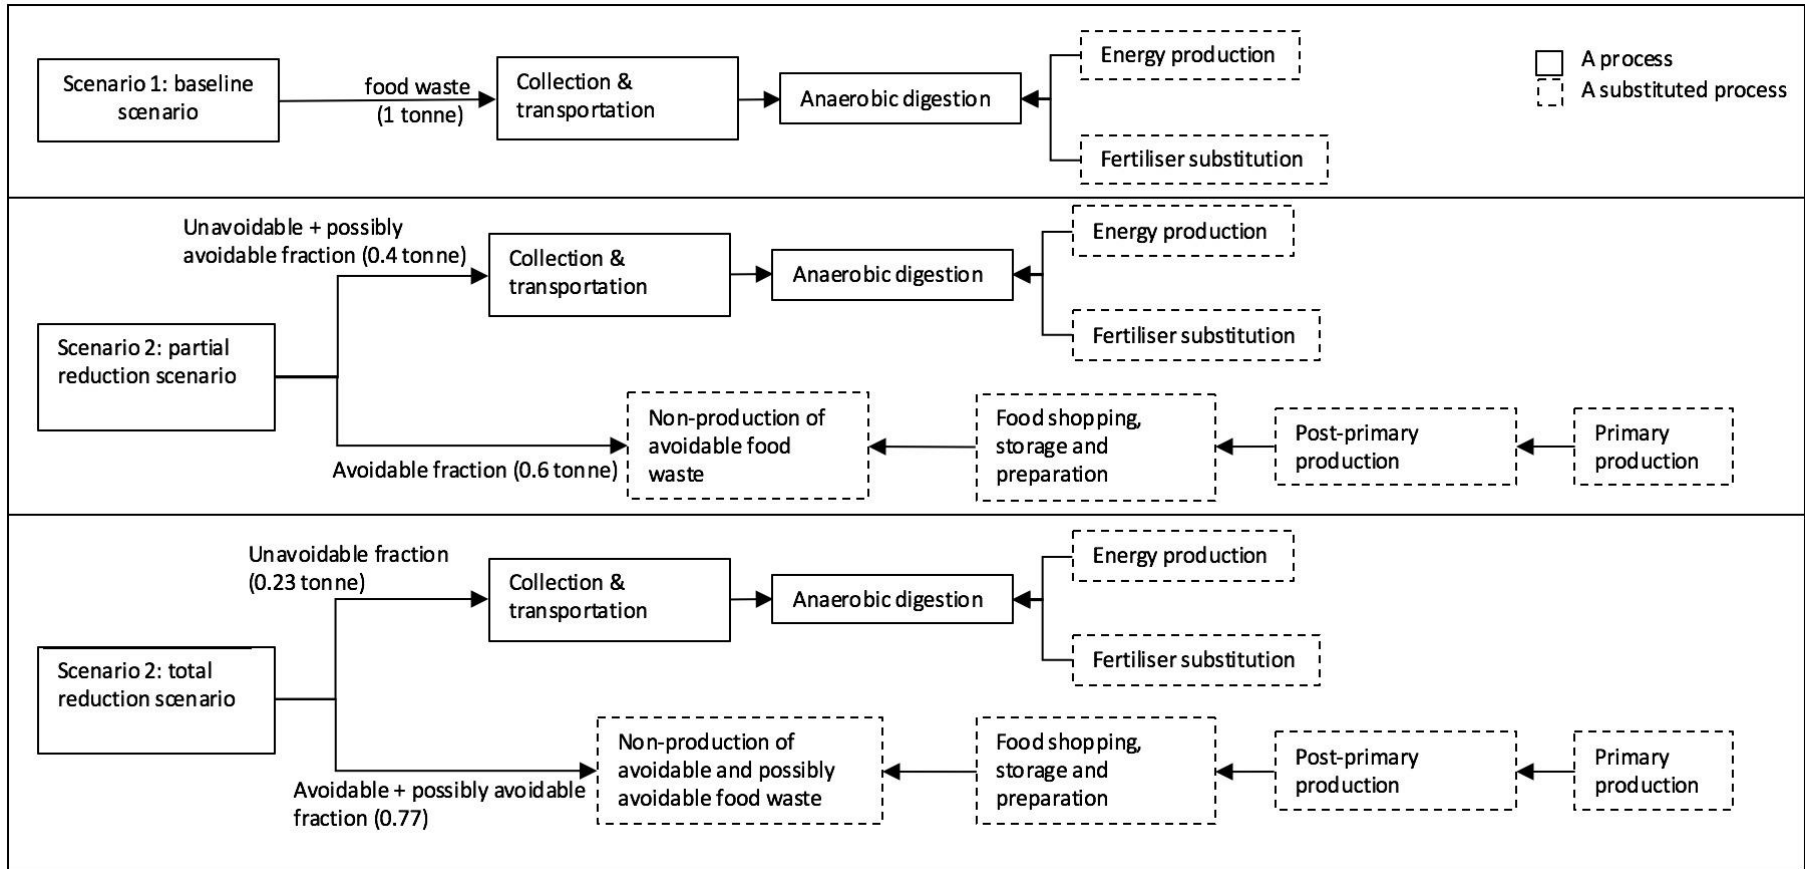 Scenario 1: baseline
scenario
food waste
(1 tonne)
Collection &
transportation
Anaerobic digestion
Energy production
Fertiliser substitution
A process
A substituted process
Unavoidable + possibly
avoidable fraction (0.4 tonne)
Collection &
transportation
Anaerobic digestion
Energy production
Fertiliser substitution
Scenario 2: partial
reduction scenario
Avoidable fraction (0.6 tonne)
Non-production of
avoidable food
waste
Food shopping,
storage and
preparation
Post-primary
production
Primary
production
Unavoidable fraction
(0.23 tonne)
Collection &
transportation
Anaerobic digestion
Energy production
Fertiliser substitution
Scenario 2: total
reduction scenario
Avoidable + possibly avoidable
fraction (0.77)
Non-production of
avoidable and possibly
avoidable food waste
Food shopping,
storage and
preparation
Post-primary
production
Primary
production